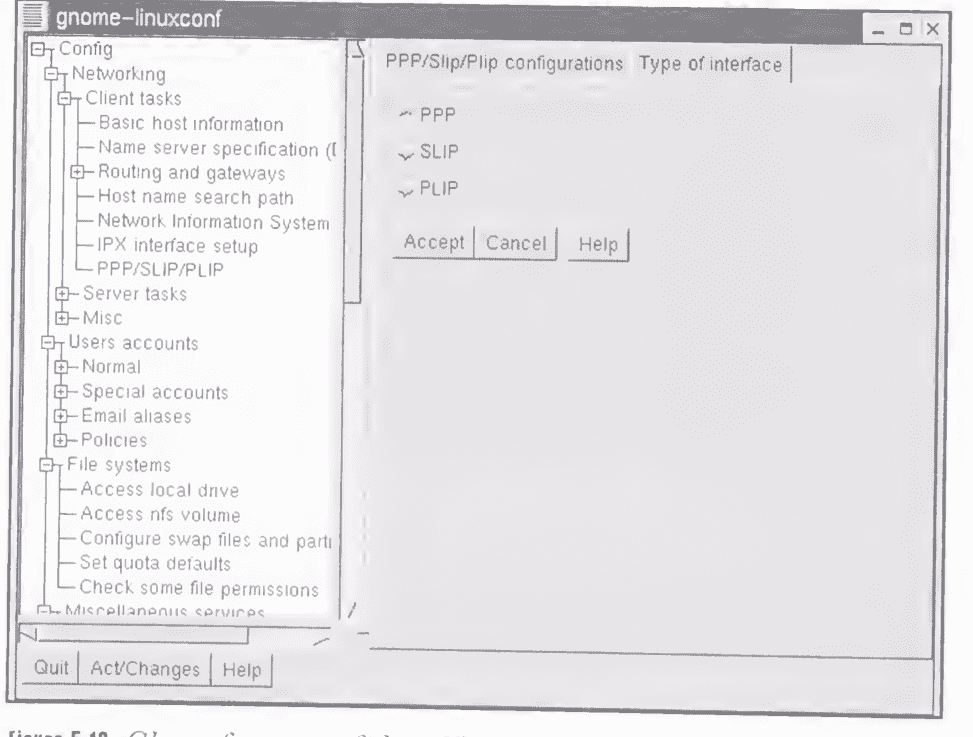 gnome-linuxconf
Config
Networking
Client tasks
Basic host information
Name server specification (
Routing and gateways
Host name search path
Network Information System
IPX interface setup
PPP/SLIP/PLIP
Server tasks
Misc
Users accounts
Normal
Special accounts
Email aliases
Policies
File systems
Access local drive
Access nfs volume
Configure swap files and parti
Set quota defaults
Check some file permissions
Miscellaneous services
Quit Act/Changes Help
PPP/Slip/Plip configurations Type of interface
PPP
SLIP
PLIP
Accept Cancel Help